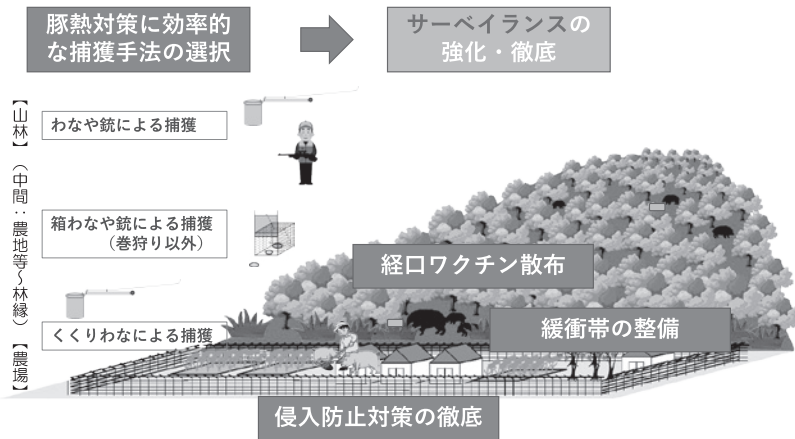 豚熱対策に効率的
な捕獲手法の選択
サーベイランスの
強化・徹底
【山林】（中間：農地等～林縁）【農場】
わなや銃による捕獲
箱わなや銃による捕獲
（巻狩り以外）
くくりわなによる捕獲
経口ワクチン散布
緩衝帯の整備
侵入防止対策の徹底